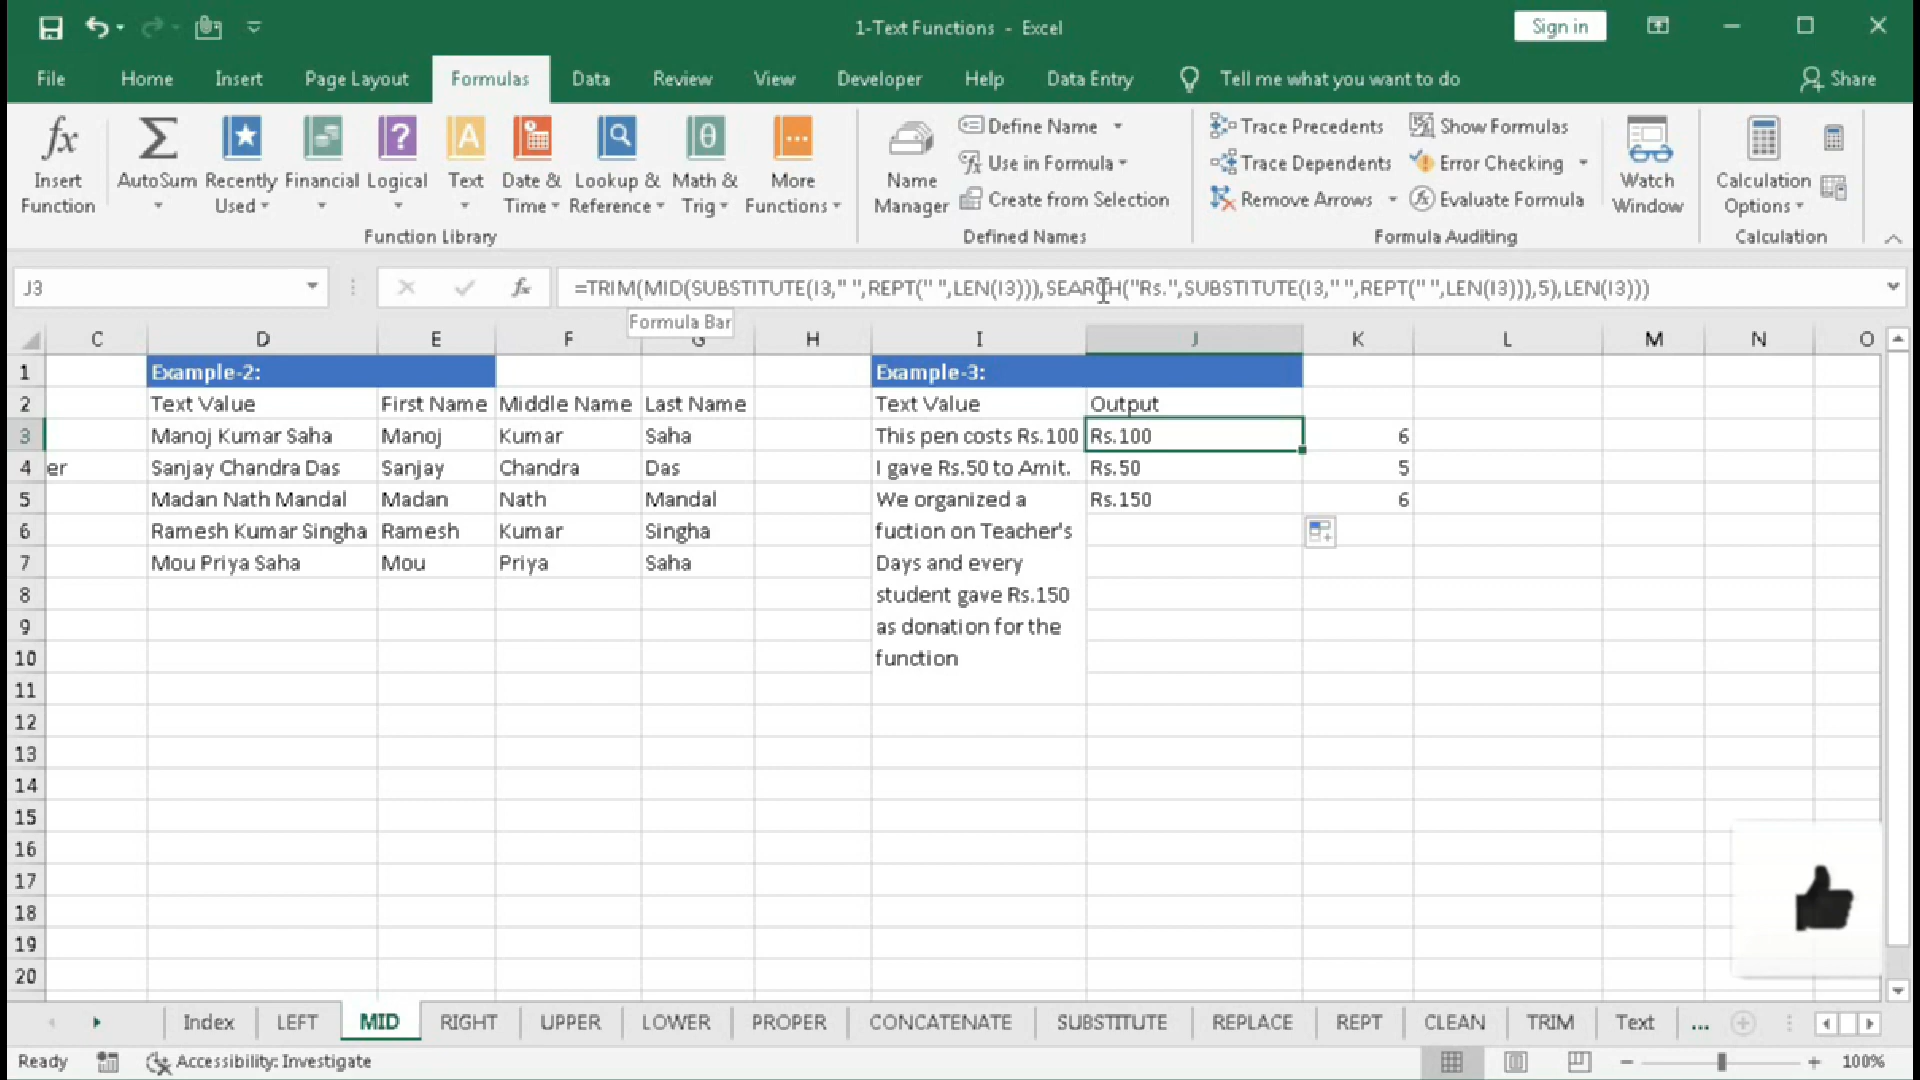 1-Text Functions - Excel
Sign in
File Home Insert Page Layout Formulas Data Review View Developer Help Data Entry Tell me what you want to do Share
Insert Function
AutoSum
Recently Used
Financial
Logical
Text
Date & Time
Lookup & Reference
Math & Trig
More Functions
Function Library
Name Manager
Define Name
Use in Formula
Create from Selection
Defined Names
Trace Precedents
Trace Dependents
Remove Arrows
Show Formulas
Error Checking
Evaluate Formula
Watch Window
Formula Auditing
Calculation Options
Calculation
J3
fx =TRIM(MID(SUBSTITUTE(I3," ",REPT(" ",LEN(I3))),SEARCH("Rs.",SUBSTITUTE(I3," ",REPT(" ",LEN(I3))),5),LEN(I3)))
Formula Bar
C D E F G H I J K L M N O
1 Example-2: Example-3:
2 Text Value First Name Middle Name Last Name Text Value Output
3 Manoj Kumar Saha Manoj Kumar Saha This pen costs Rs.100 Rs.100 6
4 er Sanjay Chandra Das Sanjay Chandra Das I gave Rs.50 to Amit. Rs.50 5
5 Madan Nath Mandal Madan Nath Mandal We organized a Rs.150 6
6 Ramesh Kumar Singha Ramesh Kumar Singha fuction on Teacher's
7 Mou Priya Saha Mou Priya Saha Days and every
8 student gave Rs.150
9 as donation for the
10 function
11
12
13
14
15
16
17
18
19
20
Index LEFT MID RIGHT UPPER LOWER PROPER CONCATENATE SUBSTITUTE REPLACE REPT CLEAN TRIM Text ...
Ready Accessibility: Investigate 100%